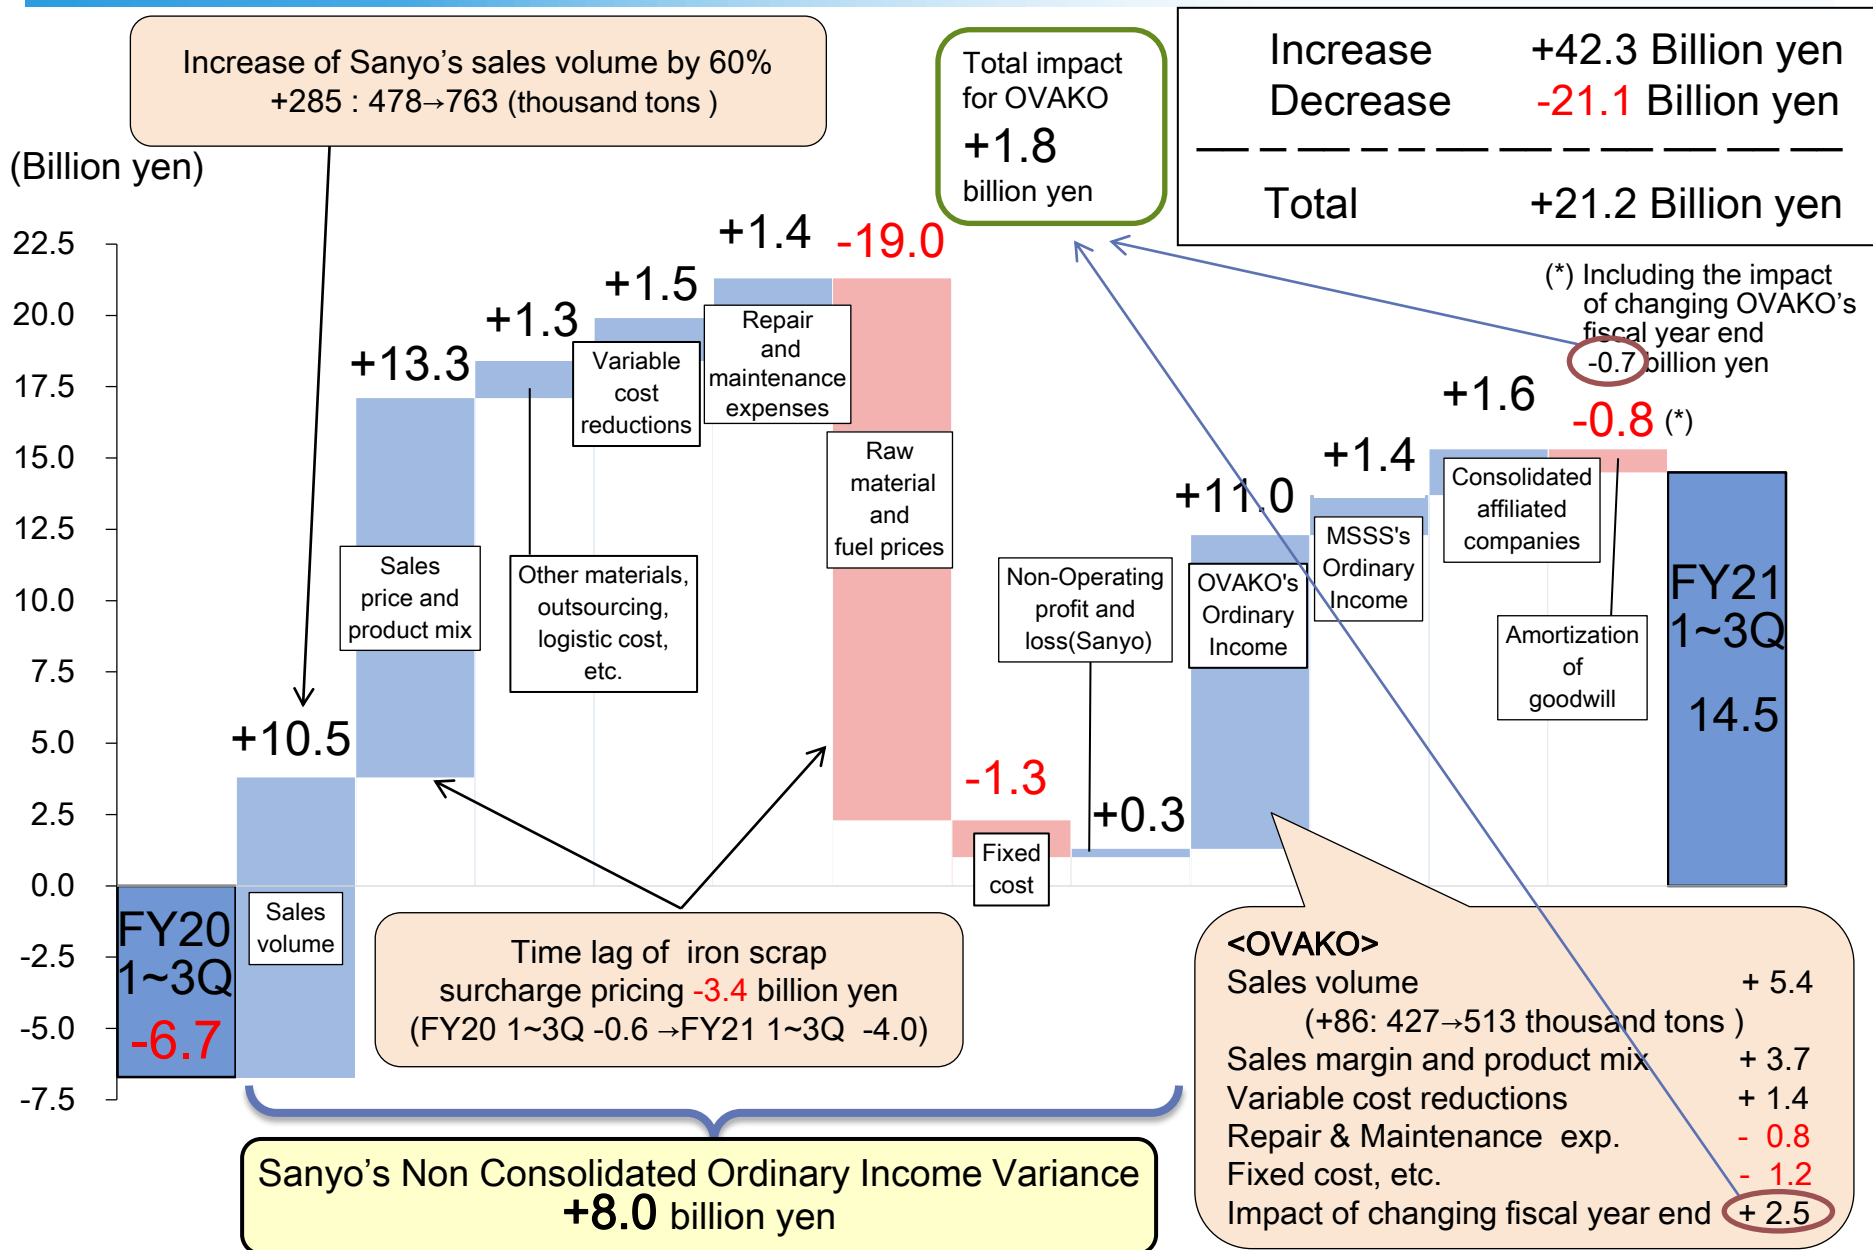 Increase of Sanyo's sales volume by 60%
+285 : 478→763 (thousand tons )
Total impact
for OVAKO
+1.8
billion yen
Increase +42.3 Billion yen
Decrease -21.1 Billion yen
Total +21.2 Billion yen
(Billion yen)
22.5
20.0
17.5
15.0
12.5
10.0
7.5
5.0
2.5
0.0
-2.5
-5.0
-7.5
(*) Including the impact
of changing OVAKO's
fiscal year end
-0.7 billion yen
FY20
1~3Q
-6.7
+10.5
Sales
volume
+13.3
Sales
price and
product mix
+1.3
Other materials,
outsourcing,
logistic cost,
etc.
+1.5
Variable
cost
reductions
+1.4
Repair
and
maintenance
expenses
-19.0
Raw
material
and
fuel prices
-1.3
Fixed
cost
+0.3
Non-Operating
profit and
loss(Sanyo)
+11.0
OVAKO's
Ordinary
Income
+1.4
MSSS's
Ordinary
Income
+1.6
Consolidated
affiliated
companies
-0.8 (*)
Amortization
of
goodwill
FY21
1~3Q
14.5
Time lag of iron scrap
surcharge pricing -3.4 billion yen
(FY20 1~3Q -0.6 →FY21 1~3Q -4.0)
<OVAKO>
Sales volume + 5.4
(+86: 427→513 thousand tons )
Sales margin and product mix + 3.7
Variable cost reductions + 1.4
Repair & Maintenance exp. - 0.8
Fixed cost, etc. - 1.2
Impact of changing fiscal year end + 2.5
Sanyo's Non Consolidated Ordinary Income Variance
+8.0 billion yen